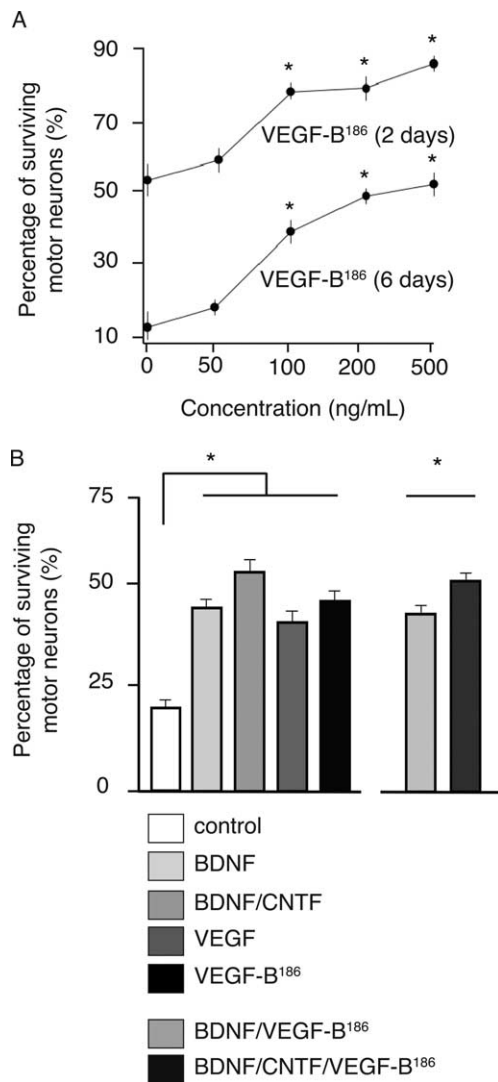 A
Percentage of surviving
motor neurons (%)
90
70
50
30
10
* * *
VEGF-B¹⁸⁶ (2 days)
* * *
VEGF-B¹⁸⁶ (6 days)
0 50 100 200 500
Concentration (ng/mL)
B
Percentage of surviving
motor neurons (%)
75
50
25
0
* *
control
BDNF
BDNF/CNTF
VEGF
VEGF-B¹⁸⁶
BDNF/VEGF-B¹⁸⁶
BDNF/CNTF/VEGF-B¹⁸⁶